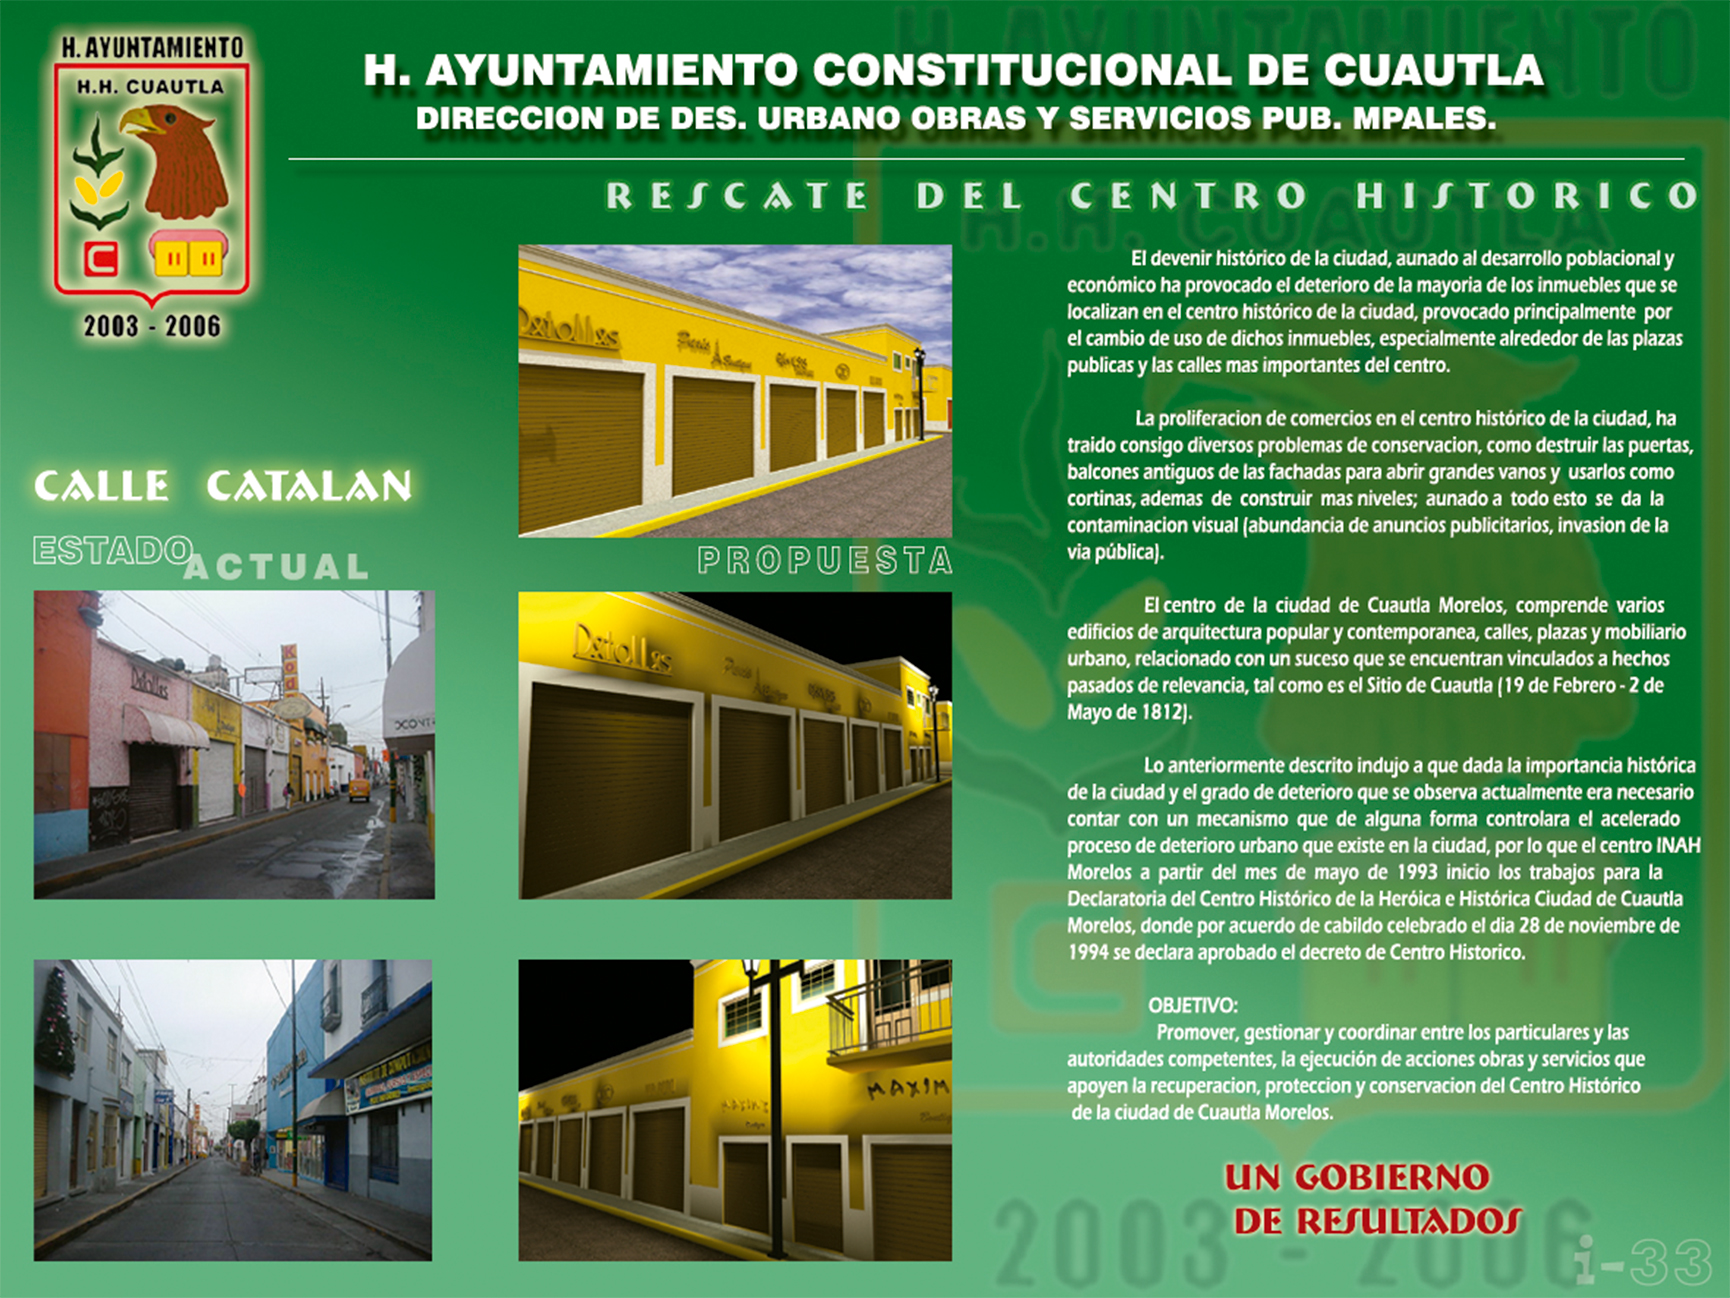 H. AYUNTAMIENTO
H.H. CUAUTLA
2003 - 2006
H. AYUNTAMIENTO CONSTITUCIONAL DE CUAUTLA
DIRECCION DE DES. URBANO OBRAS Y SERVICIOS PUB. MPALES.
RESCATE DEL CENTRO HISTORICO
CALLE CATALAN
ESTADO
ACTUAL
PROPUESTA
Detalles
Detalles
Detalles
MAXIM
El devenir histórico de la ciudad, aunado al desarrollo poblacional y
económico ha provocado el deterioro de la mayoria de los inmuebles que se
localizan en el centro histórico de la ciudad, provocado principalmente por
el cambio de uso de dichos inmuebles, especialmente alrededor de las plazas
publicas y las calles mas importantes del centro.
La proliferacion de comercios en el centro histórico de la ciudad, ha
traido consigo diversos problemas de conservacion, como destruir las puertas,
balcones antiguos de las fachadas para abrir grandes vanos y usarlos como
cortinas, ademas de construir mas niveles; aunado a todo esto se da la
contaminacion visual (abundancia de anuncios publicitarios, invasion de la
via pública).
El centro de la ciudad de Cuautla Morelos, comprende varios
edificios de arquitectura popular y contemporanea, calles, plazas y mobiliario
urbano, relacionado con un suceso que se encuentran vinculados a hechos
pasados de relevancia, tal como es el Sitio de Cuautla (19 de Febrero - 2 de
Mayo de 1812).
Lo anteriormente descrito indujo a que dada la importancia histórica
de la ciudad y el grado de deterioro que se observa actualmente era necesario
contar con un mecanismo que de alguna forma controlara el acelerado
proceso de deterioro urbano que existe en la ciudad, por lo que el centro INAH
Morelos a partir del mes de mayo de 1993 inicio los trabajos para la
Declaratoria del Centro Histórico de la Heróica e Histórica Ciudad de Cuautla
Morelos, donde por acuerdo de cabildo celebrado el dia 28 de noviembre de
1994 se declara aprobado el decreto de Centro Historico.
OBJETIVO:
Promover, gestionar y coordinar entre los particulares y las
autoridades competentes, la ejecución de acciones obras y servicios que
apoyen la recuperacion, proteccion y conservacion del Centro Histórico
de la ciudad de Cuautla Morelos.
UN GOBIERNO
DE RESULTADOS
i-33